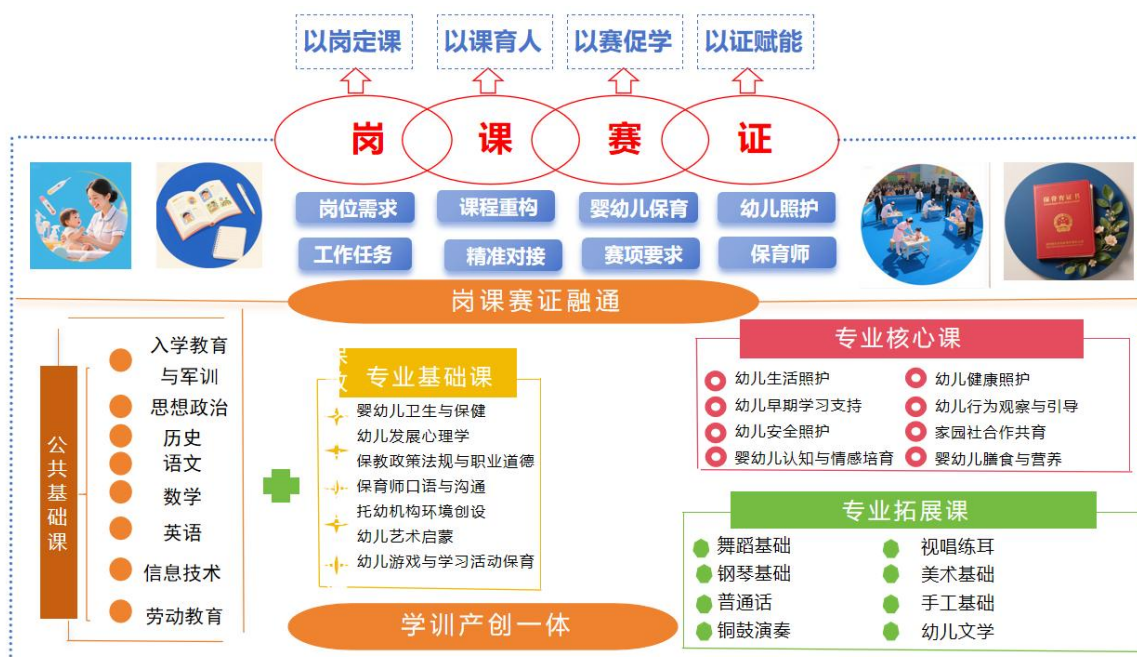 以岗定课
以课育人
以赛促学
以证赋能
岗
课
赛
证
岗位需求
课程重构
婴幼儿保育
幼儿照护
工作任务
精准对接
赛项要求
保育师
岗课赛证融通
公共基础课
入学教育
与军训
思想政治
历史
语文
数学
英语
信息技术
劳动教育
专业基础课
婴幼儿卫生与保健
幼儿发展心理学
保教政策法规与职业道德
保育师口语与沟通
托幼机构环境创设
幼儿艺术启蒙
幼儿游戏与学习活动保育
专业核心课
幼儿生活照护
幼儿健康照护
幼儿早期学习支持
幼儿行为观察与引导
幼儿安全照护
家园社合作共育
婴幼儿认知与情感培育
婴幼儿膳食与营养
专业拓展课
舞蹈基础
视唱练耳
钢琴基础
美术基础
普通话
手工基础
铜鼓演奏
幼儿文学
学训产创一体